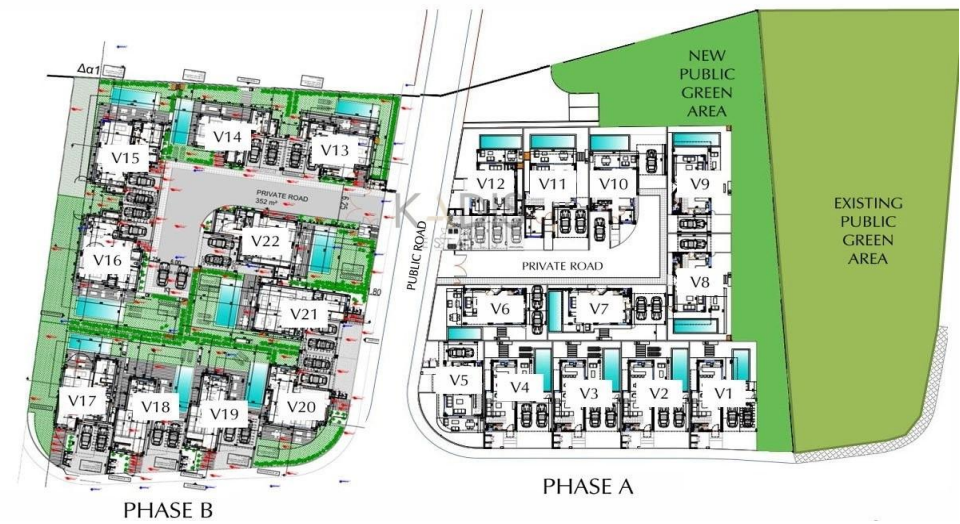 Δα1
NEW
PUBLIC
GREEN
AREA
EXISTING
PUBLIC
GREEN
AREA
V15
V14
V13
V12
V11
V10
V9
PRIVATE ROAD
352 m²
V22
V16
PUBLIC ROAD
PRIVATE ROAD
V8
V21
V6
V7
V17
V18
V19
V20
V5
V4
V3
V2
V1
PHASE A
PHASE B